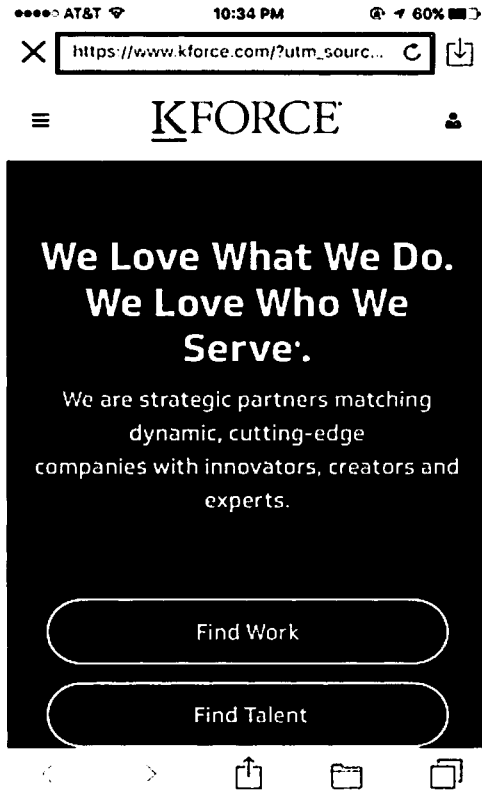 AT&T 10:34 PM 60%
https://www.kforce.com/?utm_sourc...
KFORCE
We Love What We Do.
We Love Who We
Serve.
We are strategic partners matching
dynamic, cutting-edge
companies with innovators, creators and
experts.
Find Work
Find Talent